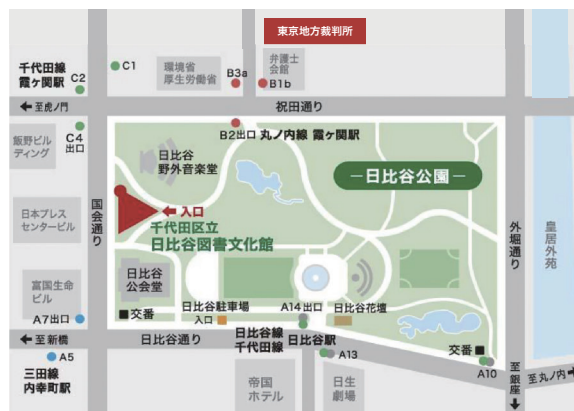 東京地方裁判所
千代田線
霞ヶ関駅
C2
C1
環境省
厚生労働省
B3a
弁護士
会館
B1b
←至虎ノ門
祝田通り
飯野ビル
ディング
C4
出口
B2出口 丸ノ内線 霞ヶ関駅
日比谷
野外音楽堂
ー日比谷公園ー
日本プレス
センタービル
国会通り
←入口
千代田区立
日比谷図書文化館
外堀通り
皇居外苑
富国生命
ビル
日比谷
公会堂
A7出口
■交番
日比谷駐車場
入口
A14出口
日比谷花壇
←至新橋
日比谷通り
日比谷線
千代田線
日比谷駅
A13
交番■
A10
A5
三田線
内幸町駅
帝国
ホテル
日生
劇場
至銀座
至丸ノ内→